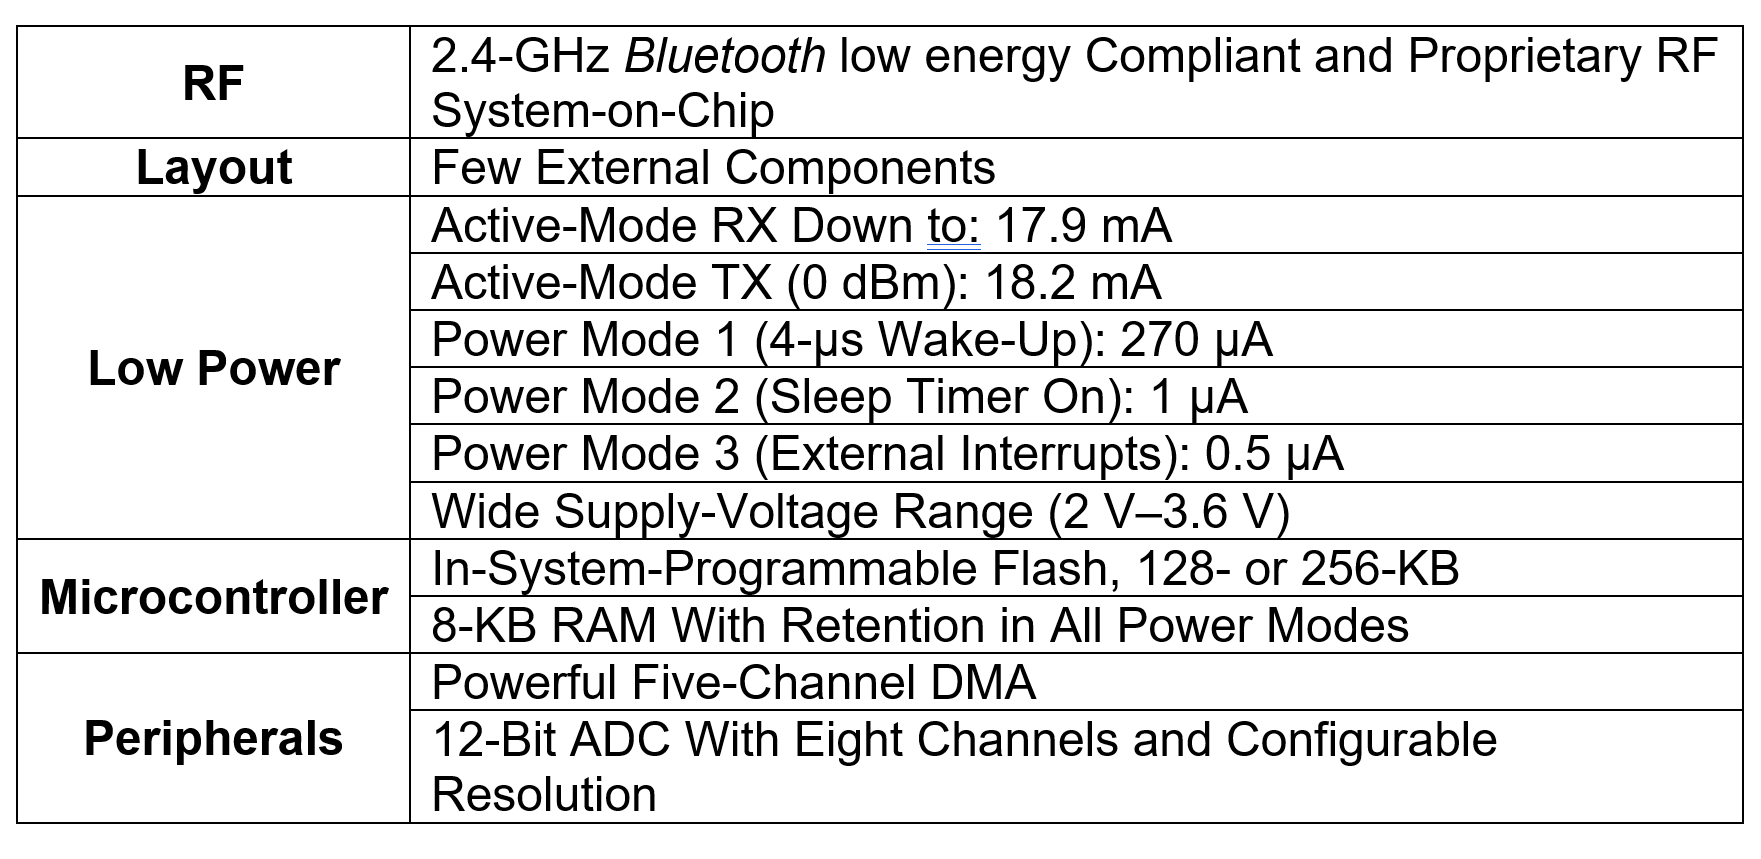 RF
2.4-GHz Bluetooth low energy Compliant and Proprietary RF
System-on-Chip
Layout
Few External Components
Low Power
Active-Mode RX Down to: 17.9 mA
Active-Mode TX (0 dBm): 18.2 mA
Power Mode 1 (4-µs Wake-Up): 270 µA
Power Mode 2 (Sleep Timer On): 1 µA
Power Mode 3 (External Interrupts): 0.5 µA
Wide Supply-Voltage Range (2 V–3.6 V)
Microcontroller
In-System-Programmable Flash, 128- or 256-KB
8-KB RAM With Retention in All Power Modes
Peripherals
Powerful Five-Channel DMA
12-Bit ADC With Eight Channels and Configurable
Resolution